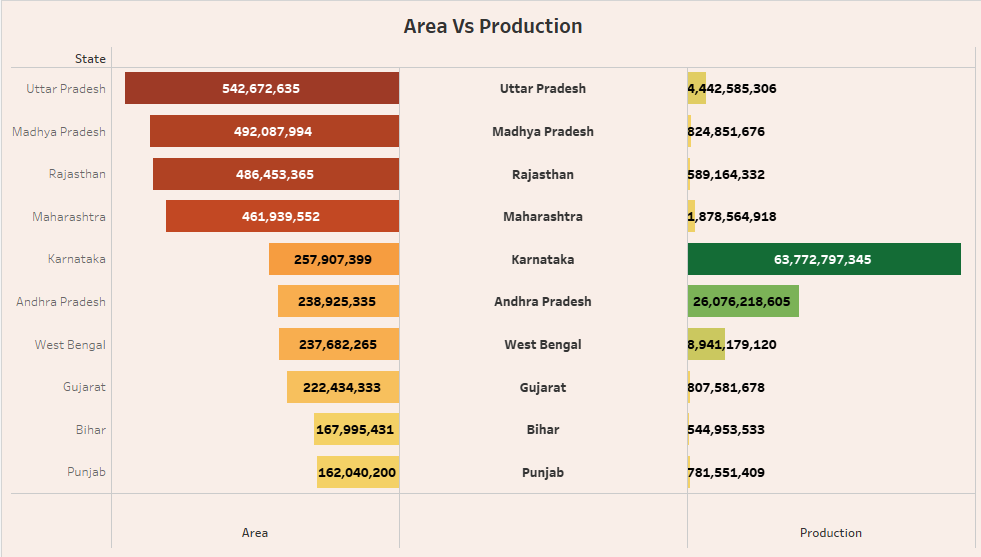 Area Vs Production
State
Uttar Pradesh 542,672,635 Uttar Pradesh 4,442,585,306
Madhya Pradesh 492,087,994 Madhya Pradesh 824,851,676
Rajasthan 486,453,365 Rajasthan 589,164,332
Maharashtra 461,939,552 Maharashtra 1,878,564,918
Karnataka 257,907,399 Karnataka 63,772,797,345
Andhra Pradesh 238,925,335 Andhra Pradesh 26,076,218,605
West Bengal 237,682,265 West Bengal 8,941,179,120
Gujarat 222,434,333 Gujarat 807,581,678
Bihar 167,995,431 Bihar 544,953,533
Punjab 162,040,200 Punjab 781,551,409
Area Production